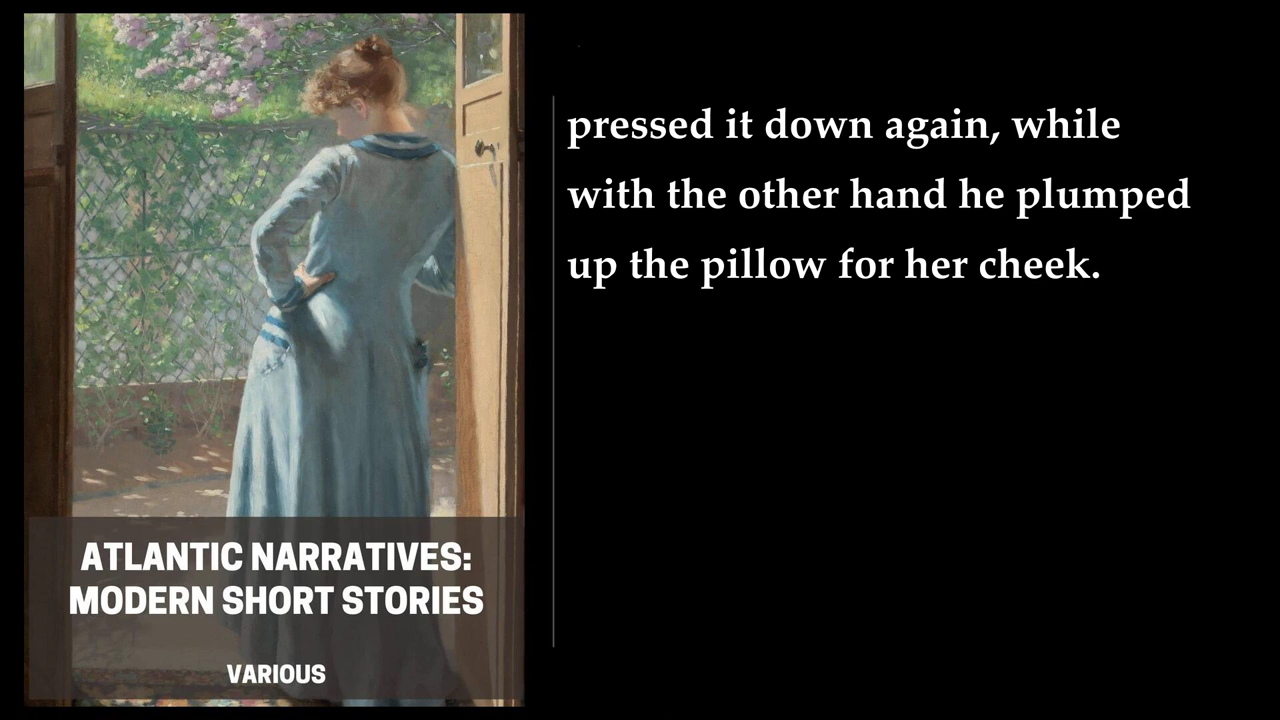 pressed it down again, while
with the other hand he plumped
up the pillow for her cheek.
ATLANTIC NARRATIVES:
MODERN SHORT STORIES
VARIOUS